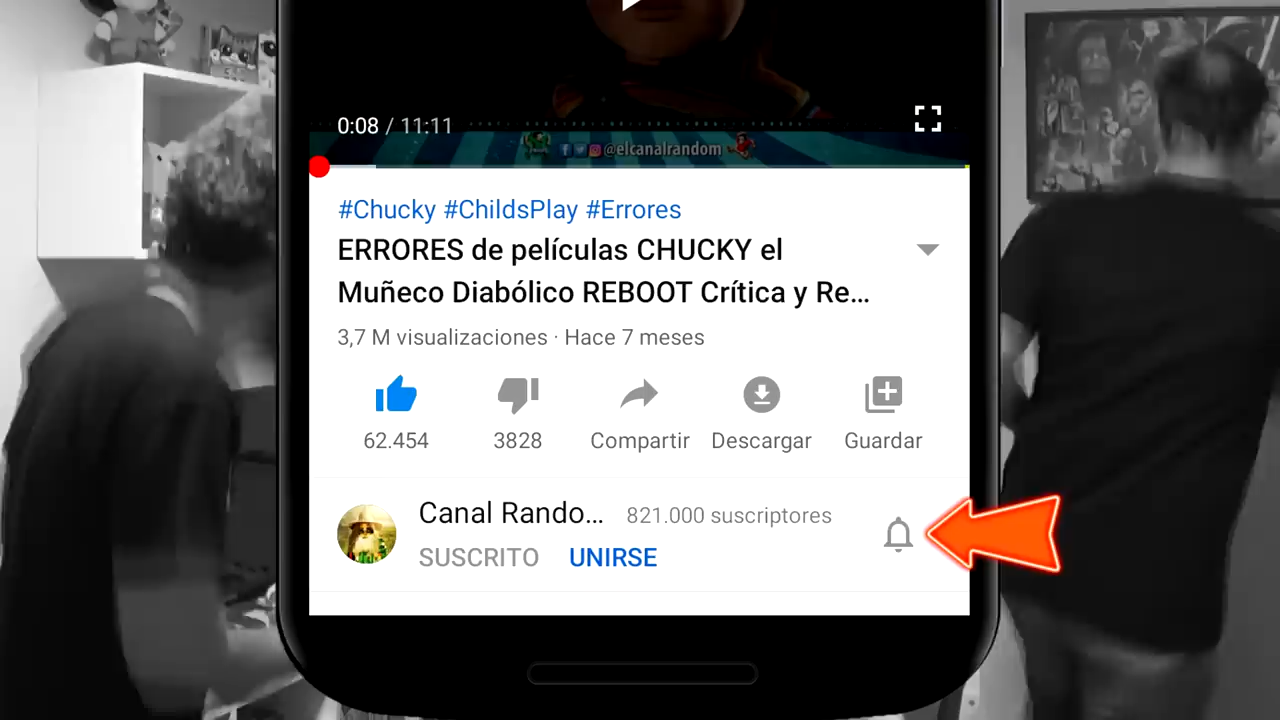 0:08 / 11:11
@elcanalrandom
#Chucky #ChildsPlay #Errores
ERRORES de películas CHUCKY el
Muñeco Diabólico REBOOT Crítica y Re...
3,7 M visualizaciones · Hace 7 meses
62.454 3828 Compartir Descargar Guardar
Canal Rando... 821.000 suscriptores
SUSCRITO UNIRSE